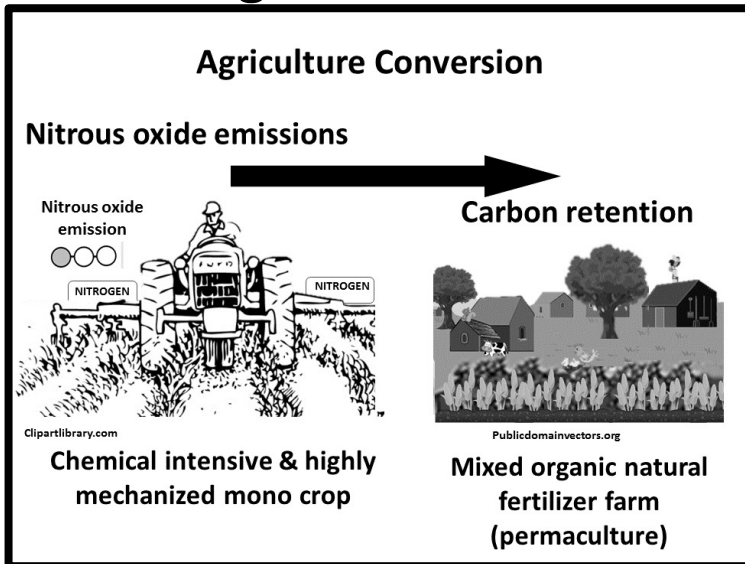 Agriculture Conversion
Nitrous oxide emissions
Nitrous oxide
emission
NITROGEN
NITROGEN
Clipartlibrary.com
Chemical intensive & highly
mechanized mono crop
Carbon retention
Publicdomainvectors.org
Mixed organic natural
fertilizer farm
(permaculture)